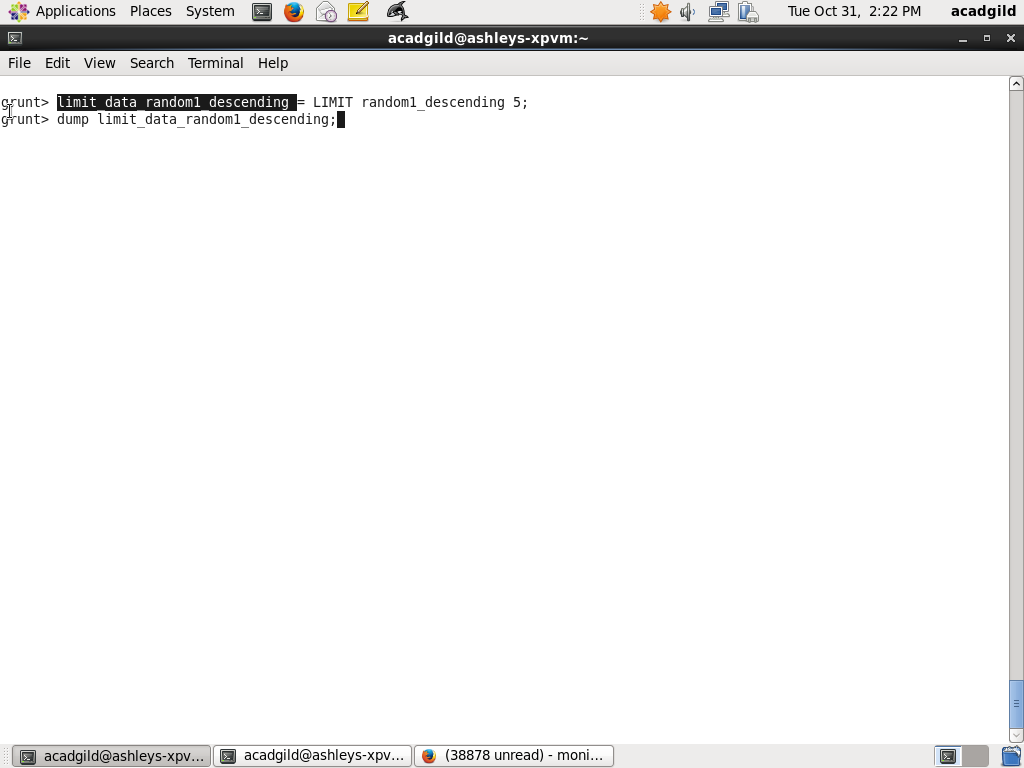 Applications Places System Tue Oct 31, 2:22 PM acadgild
acadgild@ashleys-xpvm:~
File Edit View Search Terminal Help
grunt> limit_data_random1_descending = LIMIT random1_descending 5;
grunt> dump limit_data_random1_descending;
acadgild@ashleys-xpv... acadgild@ashleys-xpv... (38878 unread) - moni...